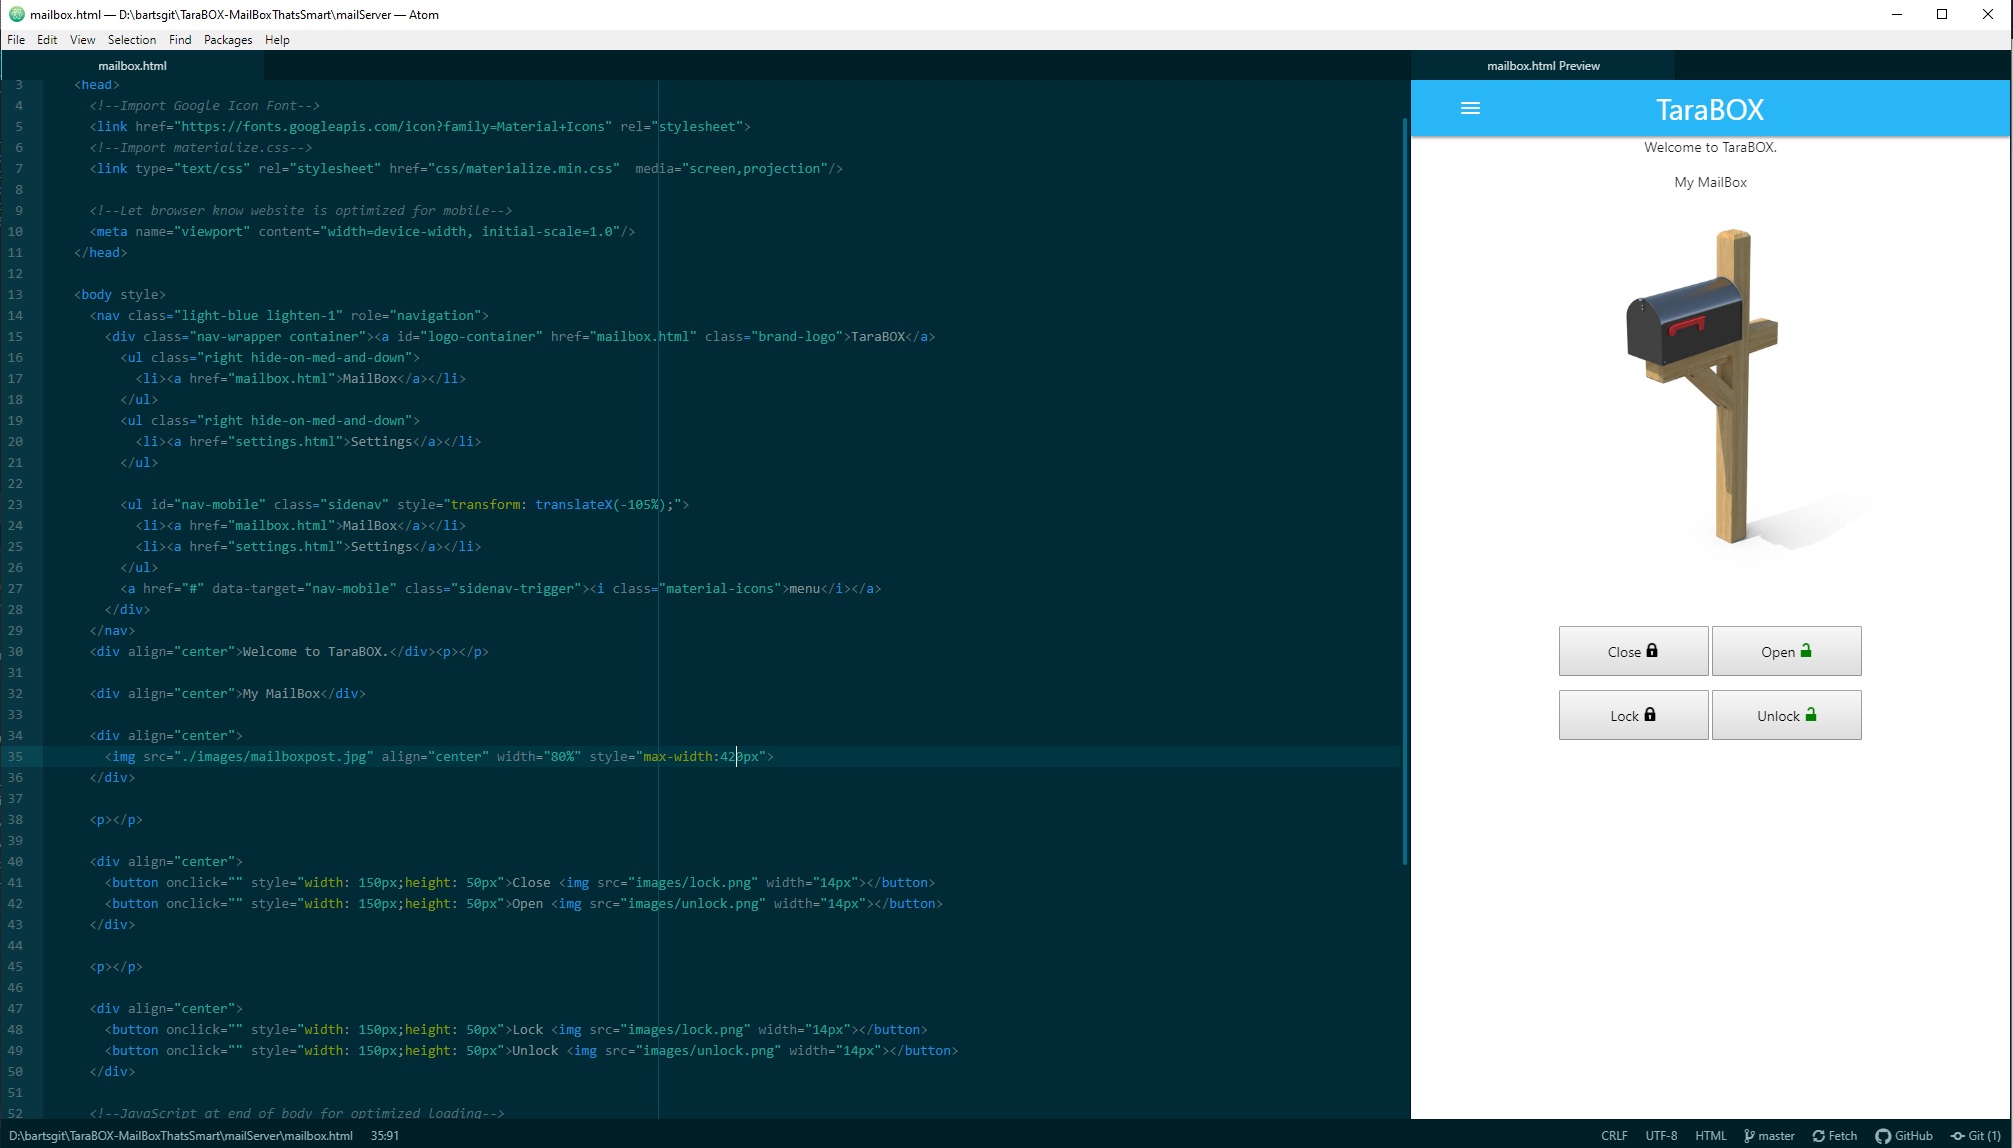 mailbox.html — D:\bartsgit\TaraBOX-MailBoxThatsSmart\mailServer — Atom
File Edit View Selection Find Packages Help
mailbox.html
3 <head>
4 <!--Import Google Icon Font-->
5 <link href="https://fonts.googleapis.com/icon?family=Material+Icons" rel="stylesheet">
6 <!--Import materialize.css-->
7 <link type="text/css" rel="stylesheet" href="css/materialize.min.css"  media="screen,projection"/>
8
9 <!--Let browser know website is optimized for mobile-->
10 <meta name="viewport" content="width=device-width, initial-scale=1.0"/>
11 </head>
12
13 <body style>
14 <nav class="light-blue lighten-1" role="navigation">
15 <div class="nav-wrapper container"><a id="logo-container" href="mailbox.html" class="brand-logo">TaraBOX</a>
16 <ul class="right hide-on-med-and-down">
17 <li><a href="mailbox.html">MailBox</a></li>
18 </ul>
19 <ul class="right hide-on-med-and-down">
20 <li><a href="settings.html">Settings</a></li>
21 </ul>
22
23 <ul id="nav-mobile" class="sidenav" style="transform: translateX(-105%);">
24 <li><a href="mailbox.html">MailBox</a></li>
25 <li><a href="settings.html">Settings</a></li>
26 </ul>
27 <a href="#" data-target="nav-mobile" class="sidenav-trigger"><i class="material-icons">menu</i></a>
28 </div>
29 </nav>
30 <div align="center">Welcome to TaraBOX.</div><p></p>
31
32 <div align="center">My MailBox</div>
33
34 <div align="center">
35 <img src="./images/mailboxpost.jpg" align="center" width="80%" style="max-width:420px">
36 </div>
37
38 <p></p>
39
40 <div align="center">
41 <button onclick="" style="width: 150px;height: 50px">Close <img src="images/lock.png" width="14px"></button>
42 <button onclick="" style="width: 150px;height: 50px">Open <img src="images/unlock.png" width="14px"></button>
43 </div>
44
45 <p></p>
46
47 <div align="center">
48 <button onclick="" style="width: 150px;height: 50px">Lock <img src="images/lock.png" width="14px"></button>
49 <button onclick="" style="width: 150px;height: 50px">Unlock <img src="images/unlock.png" width="14px"></button>
50 </div>
51
52 <!--JavaScript at end of body for optimized loading-->
mailbox.html Preview
TaraBOX
Welcome to TaraBOX.
My MailBox
Close Open
Lock Unlock
D:\bartsgit\TaraBOX-MailBoxThatsSmart\mailServer\mailbox.html 35:91 CRLF UTF-8 HTML master Fetch GitHub Git (1)